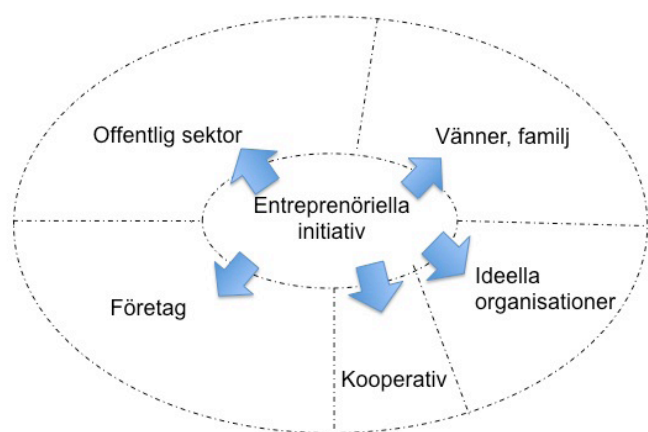 Offentlig sektor
Vänner, familj
Entreprenöriella
initiativ
Företag
Ideella
organisationer
Kooperativ